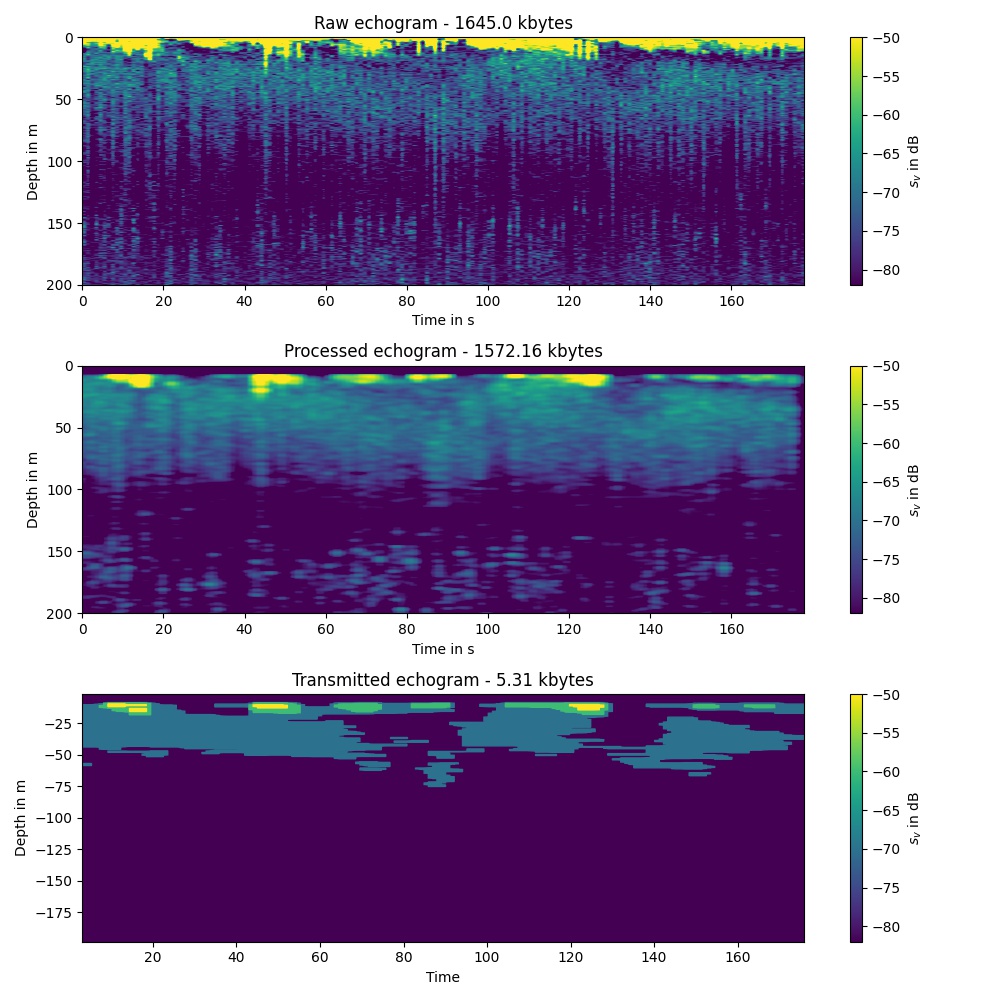 Raw echogram - 1645.0 kbytes
0
50
100
150
200
Depth in m
0 20 40 60 80 100 120 140 160
Time in s
−50
−55
−60
−65
−70
−75
−80
sv in dB
Processed echogram - 1572.16 kbytes
0
50
100
150
200
Depth in m
0 20 40 60 80 100 120 140 160
Time in s
−50
−55
−60
−65
−70
−75
−80
sv in dB
Transmitted echogram - 5.31 kbytes
−25
−50
−75
−100
−125
−150
−175
Depth in m
20 40 60 80 100 120 140 160
Time
−50
−55
−60
−65
−70
−75
−80
sv in dB